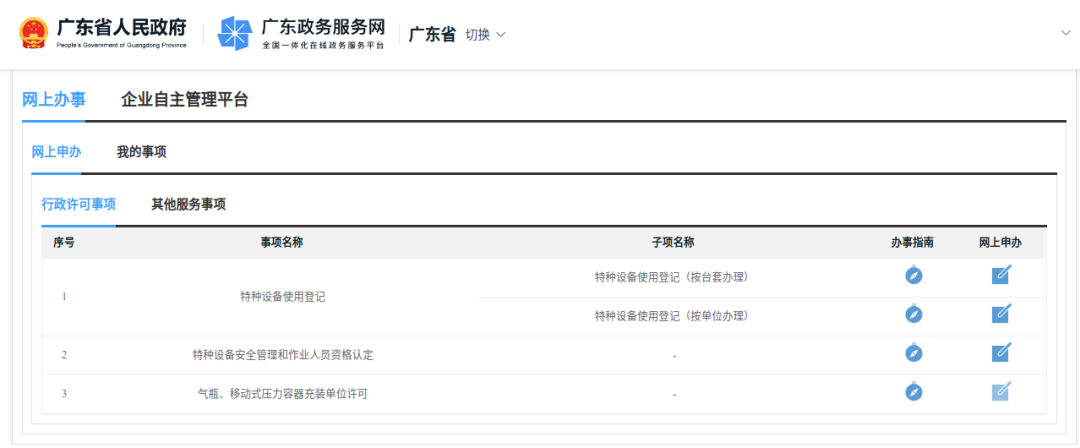 广东省人民政府
People's Government of Guangdong Province
广东政务服务网
全国一体化在线政务服务平台
广东省 切换
网上办事 企业自主管理平台
网上申办 我的事项
行政许可事项 其他服务事项
序号 事项名称 子项名称 办事指南 网上申办
1 特种设备使用登记 特种设备使用登记（按台套办理）
特种设备使用登记（按单位办理）
2 特种设备安全管理和作业人员资格认定 -
3 气瓶、移动式压力容器充装单位许可 -